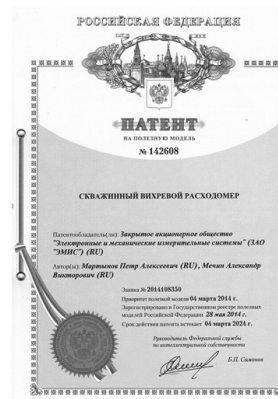 РОССИЙСКАЯ ФЕДЕРАЦИЯ
ПАТЕНТ
НА ПОЛЕЗНУЮ МОДЕЛЬ
№ 142608
СКВАЖИННЫЙ ВИХРЕВОЙ РАСХОДОМЕР
Патентообладатель(ли): Закрытое акционерное общество
"Электронные и механические измерительные системы" (ЗАО
"ЭМИС") (RU)
Автор(ы): Мартынов Петр Алексеевич (RU), Мечин Александр
Викторович (RU)
Заявка № 2014108350
Приоритет полезной модели 04 марта 2014 г.
Зарегистрировано в Государственном реестре полезных
моделей Российской Федерации 28 мая 2014 г.
Срок действия патента истекает 04 марта 2024 г.
Руководитель Федеральной службы
по интеллектуальной собственности
Б.П. Симонов